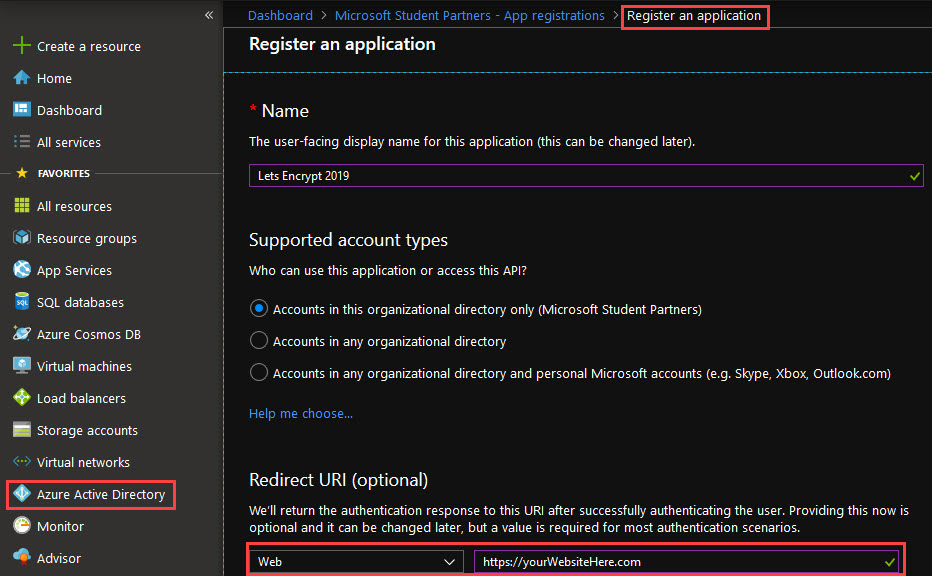 «
Create a resource
Home
Dashboard
All services
FAVORITES
All resources
Resource groups
App Services
SQL databases
Azure Cosmos DB
Virtual machines
Load balancers
Storage accounts
Virtual networks
Azure Active Directory
Monitor
Advisor
Dashboard > Microsoft Student Partners - App registrations > Register an application
Register an application
* Name
The user-facing display name for this application (this can be changed later).
Lets Encrypt 2019
Supported account types
Who can use this application or access this API?
Accounts in this organizational directory only (Microsoft Student Partners)
Accounts in any organizational directory
Accounts in any organizational directory and personal Microsoft accounts (e.g. Skype, Xbox, Outlook.com)
Help me choose...
Redirect URI (optional)
We'll return the authentication response to this URI after successfully authenticating the user. Providing this now is
optional and it can be changed later, but a value is required for most authentication scenarios.
Web https://yourWebsiteHere.com